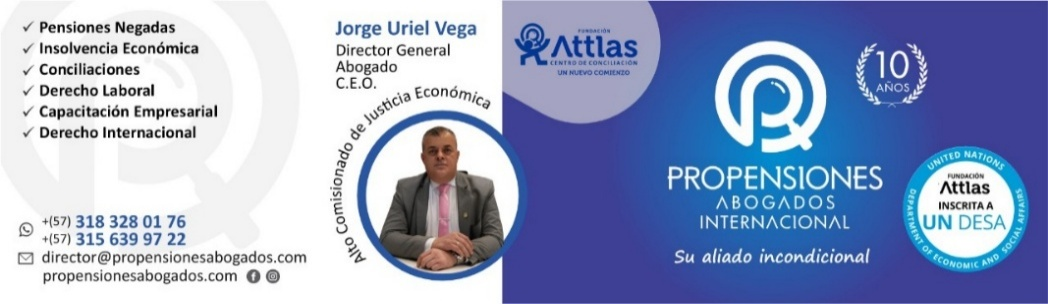 ✓ Pensiones Negadas
✓ Insolvencia Económica
✓ Conciliaciones
✓ Derecho Laboral
✓ Capacitación Empresarial
✓ Derecho Internacional
+(57) 318 328 01 76
+(57) 315 639 97 22
director@propensionesabogados.com
propensionesabogados.com
Jorge Uriel Vega
Director General
Abogado
C.E.O.
Alto Comisionado de Justicia Económica
FUNDACIÓN
Attlas
CENTRO DE CONCILIACIÓN
UN NUEVO COMIENZO
10
AÑOS
PROPENSIONES
ABOGADOS
INTERNACIONAL
Su aliado incondicional
UNITED NATIONS
FUNDACIÓN
Attlas
INSCRITA A
UN DESA
DEPARTMENT OF ECONOMIC AND SOCIAL AFFAIRS